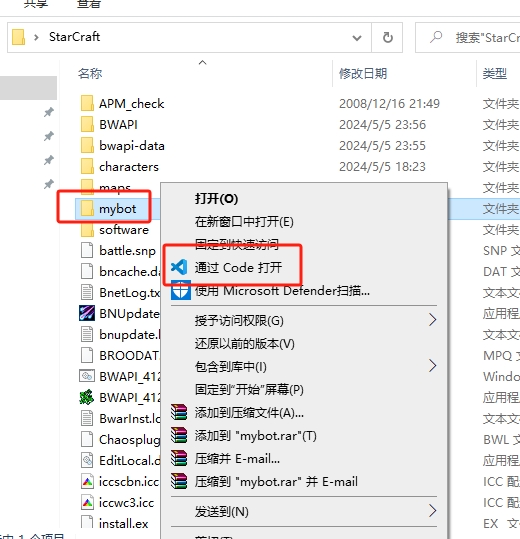 共享 查看
StarCraft
搜索"StarC
名称 修改日期 类型
APM_check 2008/12/16 21:49 文件夹
BWAPI 2024/5/5 23:56 文件夹
bwapi-data 2024/5/5 23:55 文件夹
characters 2024/5/5 18:23 文件夹
maps 文件夹
mybot 文件夹
software 文件夹
battle.snp SNP 文
bncache.da DAT 文
BnetLog.tx 文本文
BNUpdate 应用程
bnupdate. 文本文
BROODAT MPQ 文
BWAPI_412 Windo
BWAPI_412 应用程
BwarInst.lo 文本文
Chaosplug BWL 文
EditLocal.d 应用程
iccscbn.icc ICC 配
iccwc3.icc ICC 配
install.ex EX 文
打开(O)
在新窗口中打开(E)
固定到快速访问
通过 Code 打开
使用 Microsoft Defender扫描...
授予访问权限(G)
还原以前的版本(V)
包含到库中(I)
固定到"开始"屏幕(P)
添加到压缩文件(A)...
添加到 "mybot.rar"(T)
压缩并 E-mail...
压缩到 "mybot.rar" 并 E-mail
发送到(N)
中 1 个项目